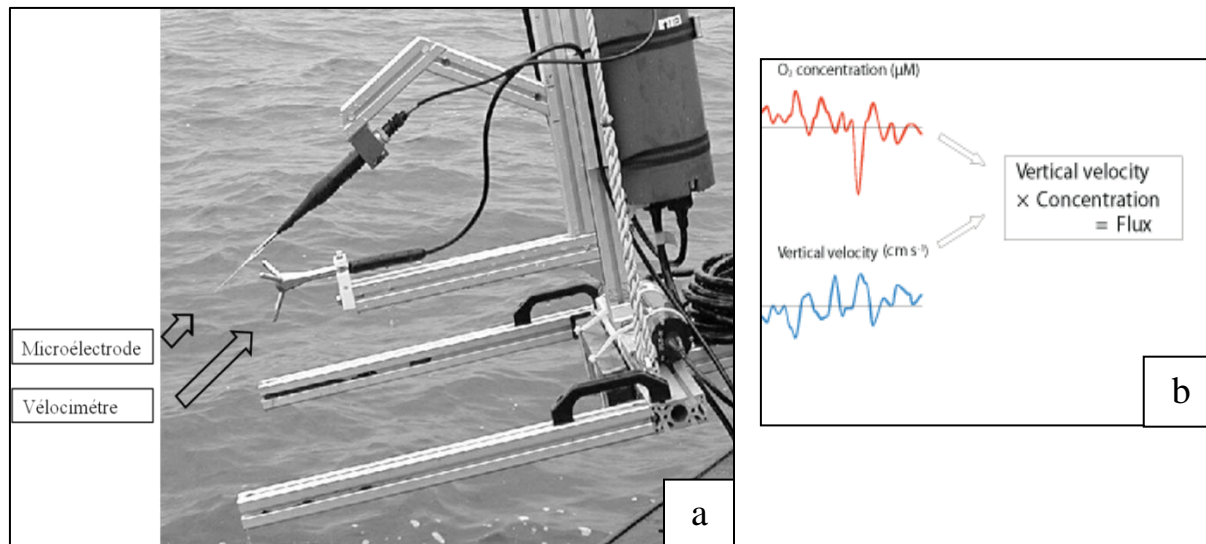 Microélectrode
Vélocimétre
a
O₂ concentration (µM)
Vertical velocity (cm s⁻¹)
Vertical velocity
× Concentration
= Flux
b